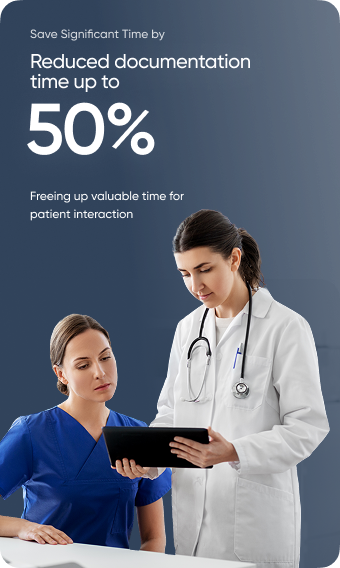 Save Significant Time by
Reduced documentation
time up to
50%
Freeing up valuable time for
patient interaction